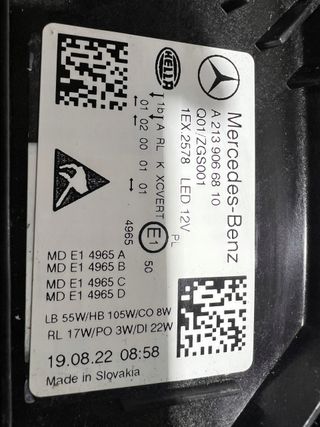 Mercedes-Benz
A 213 906 68 10
Q01/ZGS001
1EX 2578 LED 12V
PL
HELLA
1b A RL K XCVERT
01 02 00 01 01
4965
E1
50
MD E1 4965 A
MD E1 4965 B
MD E1 4965 C
MD E1 4965 D
LB 55W/HB 105W/CO 8W
RL 17W/PO 3W/DI 22W
19.08.22 08:58
Made in Slovakia